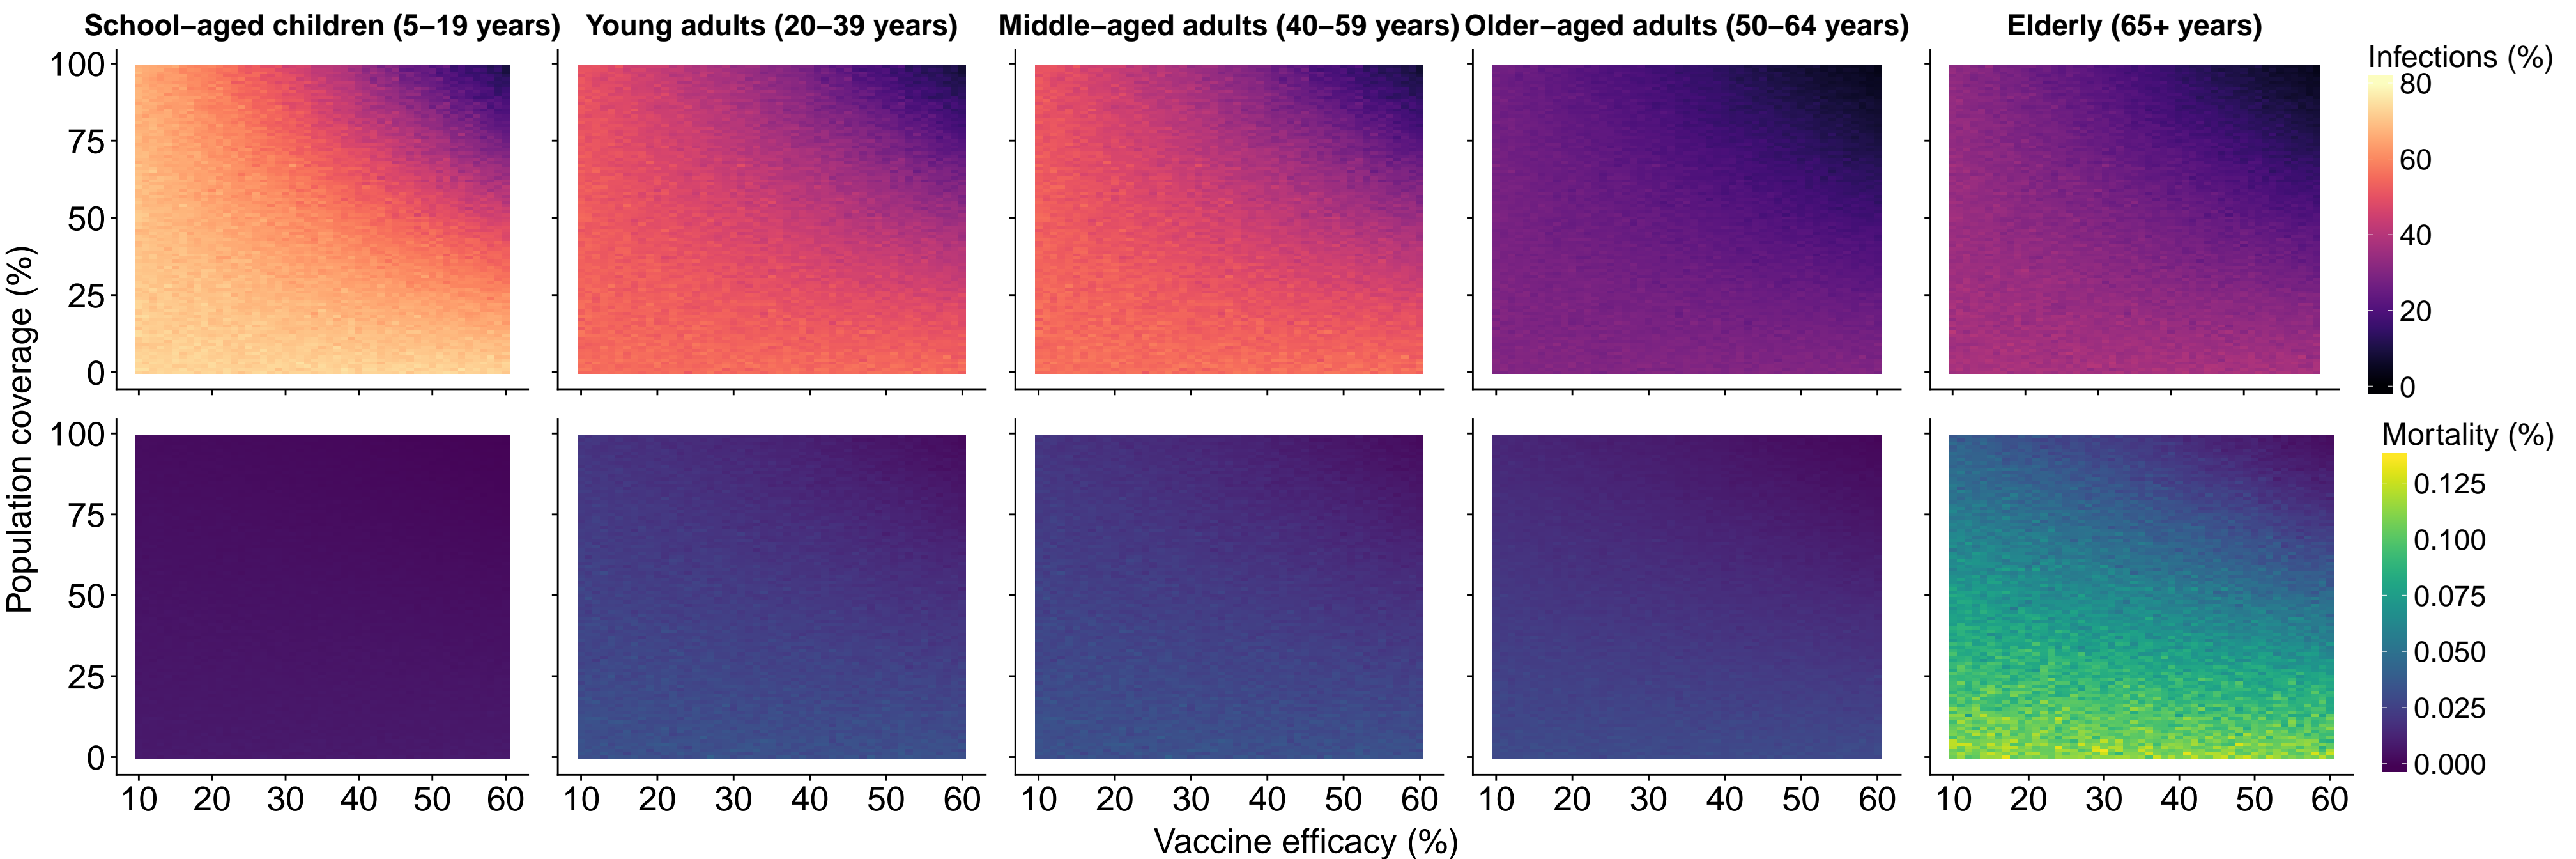 School–aged children (5–19 years)
Young adults (20–39 years)
Middle–aged adults (40–59 years)
Older–aged adults (50–64 years)
Elderly (65+ years)
Population coverage (%)
100
75
50
25
0
Infections (%)
80
60
40
20
0
100
75
50
25
0
Mortality (%)
0.125
0.100
0.075
0.050
0.025
0.000
10 20 30 40 50 60
10 20 30 40 50 60
10 20 30 40 50 60
10 20 30 40 50 60
10 20 30 40 50 60
Vaccine efficacy (%)